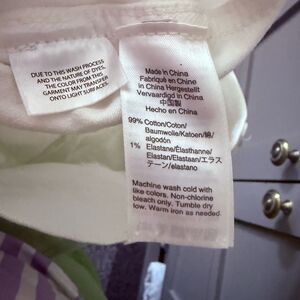 DUE TO THIS WASH PROCESS
AND THE NATURE OF DYES,
THE COLOR FROM THIS
GARMENT MAY TRANSFER
ONTO LIGHT SURFACES.
Made in China
Fabriqué en Chine
In China Hergestellt
Vervaardigd in China
中国製
Hecho en China
99% Cotton/Coton/
Baumwolle/Katoen/綿/
algodón
1% Elastane/Élasthanne/
Elastan/Elastaan/エラス
テーン/elastano
Machine wash cold with
like colors. Non-chlorine
bleach only. Tumble dry
low. Warm iron as needed.